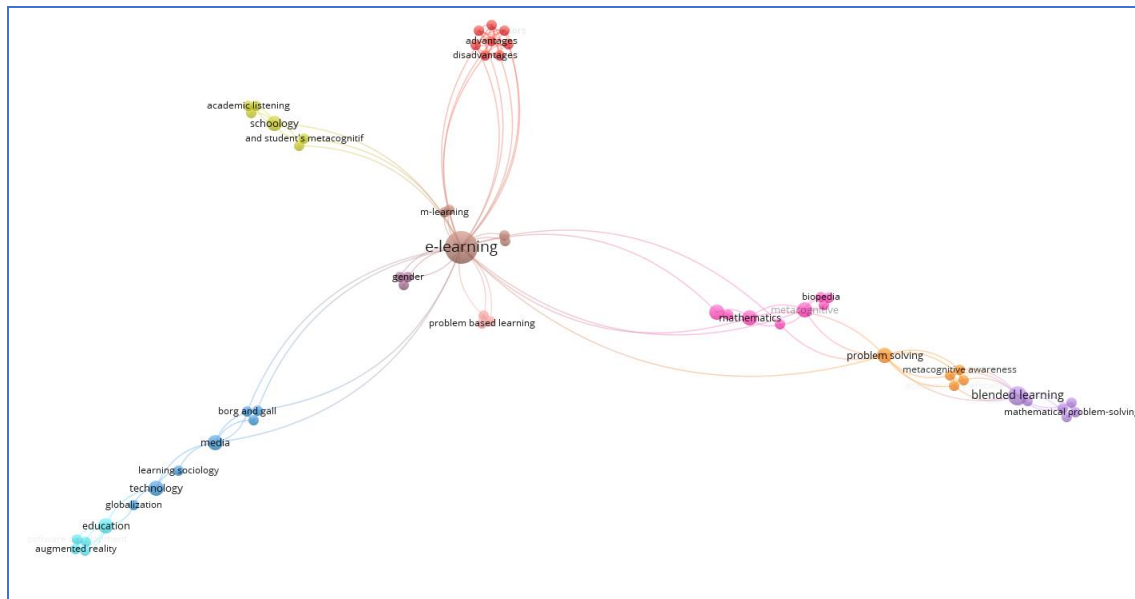 advantages
disadvantages
academic listening
schoology
and student's metacognitif
m-learning
e-learning
gender
problem based learning
biopedia
metacognitive
mathematics
problem solving
metacognitive awareness
blended learning
mathematical problem-solving
borg and gall
media
learning sociology
technology
globalization
education
augmented reality